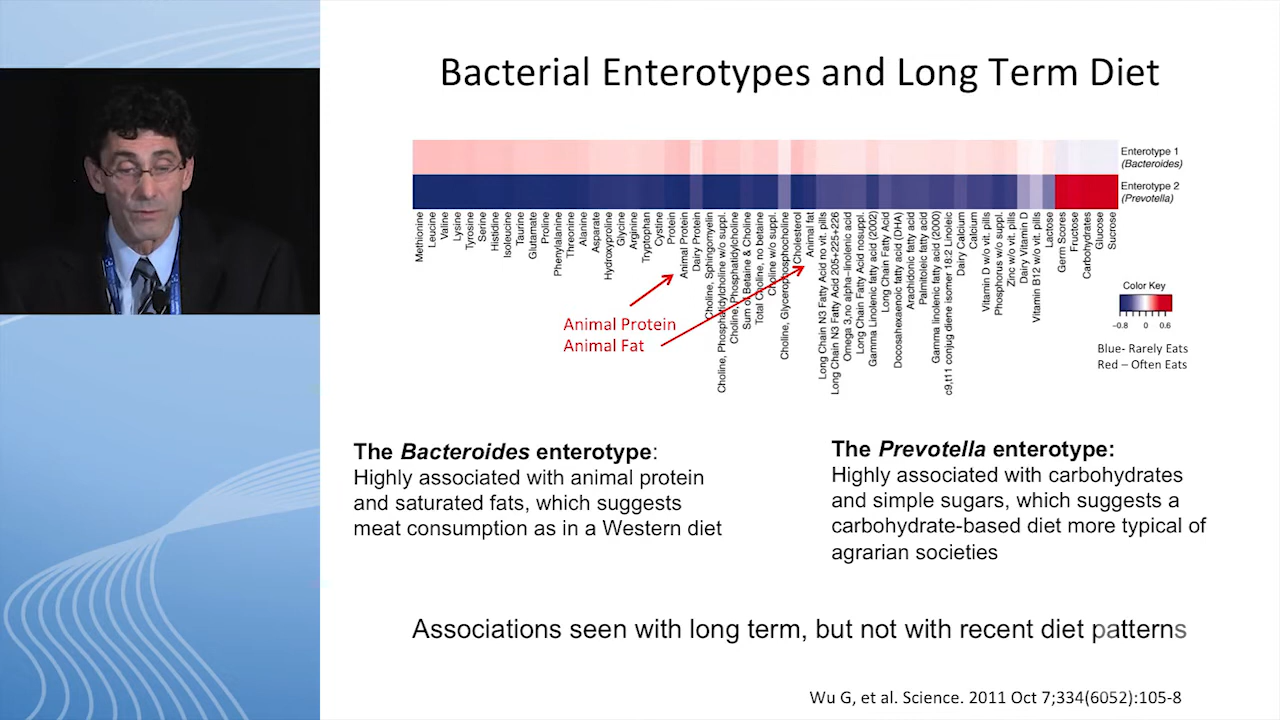 Bacterial Enterotypes and Long Term Diet
Enterotype 1
(Bacteroides)
Enterotype 2
(Prevotella)
Methionine
Leucine
Valine
Lysine
Tyrosine
Serine
Histidine
Isoleucine
Taurine
Glutamate
Proline
Phenylalanine
Threonine
Alanine
Asparate
Hydroxyproline
Glycine
Arginine
Tryptophan
Cystine
Protein
Animal Protein
Dairy Protein
Choline, Sphingomyelin
Choline, Phosphatidylcholine w/o suppl.
Choline, Phosphatidylcholine
Sum of Betaine & Choline
Total Choline, no betaine
Choline w/o suppl.
Choline, Glycerophosphocholine
Cholesterol
Animal fat
Long Chain N3 Fatty Acid no vit. pills
Long Chain N3 Fatty Acid 205+225+226
Omega 3,no alpha−linolenic acid
Long Chain Fatty Acid nosuppl.
Gamma Linolenic fatty acid (2002)
Long Chain Fatty Acid
Docosahexaenoic fatty acid (DHA)
Arachidonic fatty acid
Palmitoleic fatty acid
Gamma linolenic fatty acid (2000)
c9,t11 conjug diene isomer 18:2 Linoleic
Dairy Calcium
Calcium
Vitamin D w/o vit. pills
Phosphorus w/o suppl.
Zinc w/o vit. pills
Dairy Vitamin D
Vitamin B12 w/o vit. pills
Lactose
Germ Scores
Fructose
Carbohydrates
Glucose
Sucrose
Animal Protein
Animal Fat
Color Key
−0.8 0 0.6
Blue- Rarely Eats
Red – Often Eats
The Bacteroides enterotype:
Highly associated with animal protein
and saturated fats, which suggests
meat consumption as in a Western diet
The Prevotella enterotype:
Highly associated with carbohydrates
and simple sugars, which suggests a
carbohydrate-based diet more typical of
agrarian societies
Associations seen with long term, but not with recent diet patterns
Wu G, et al. Science. 2011 Oct 7;334(6052):105-8